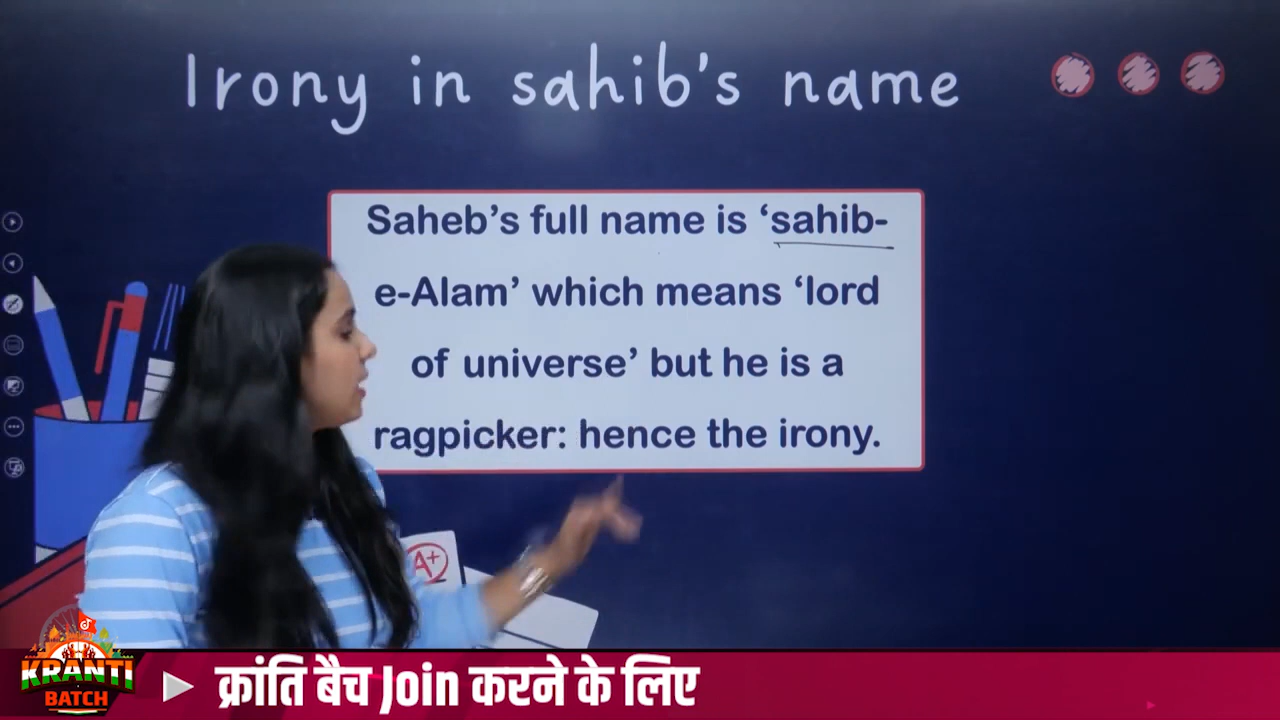 Irony in sahib's name
Saheb's full name is ‘sahib-
e-Alam’ which means ‘lord
of universe’ but he is a
ragpicker: hence the irony.
A+
KRANTI
BATCH
क्रांति बैच Join करने के लिए